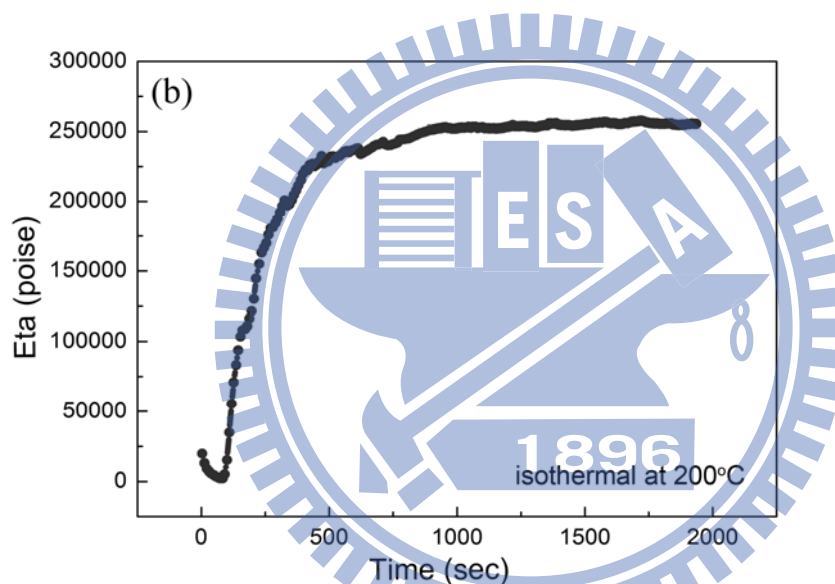 (b)
300000
250000
200000
150000
100000
50000
0
Eta (poise)
E S A
1896
isothermal at 200°C
0 500 1000 1500 2000
Time (sec)